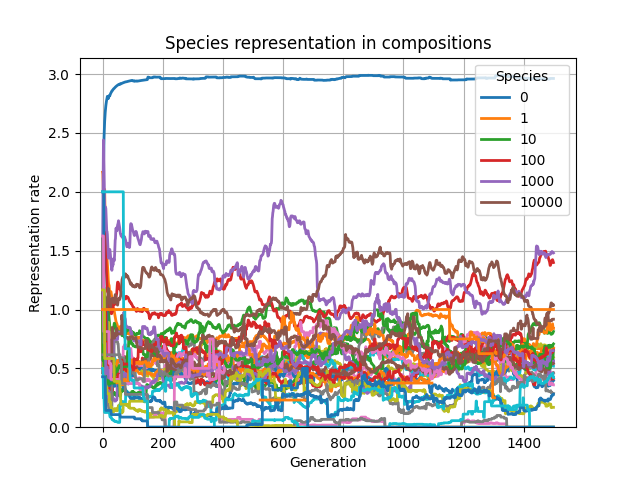 Species representation in compositions
Representation rate
3.0
2.5
2.0
1.5
1.0
0.5
0.0
0 200 400 600 800 1000 1200 1400
Generation
Species
0
1
10
100
1000
10000